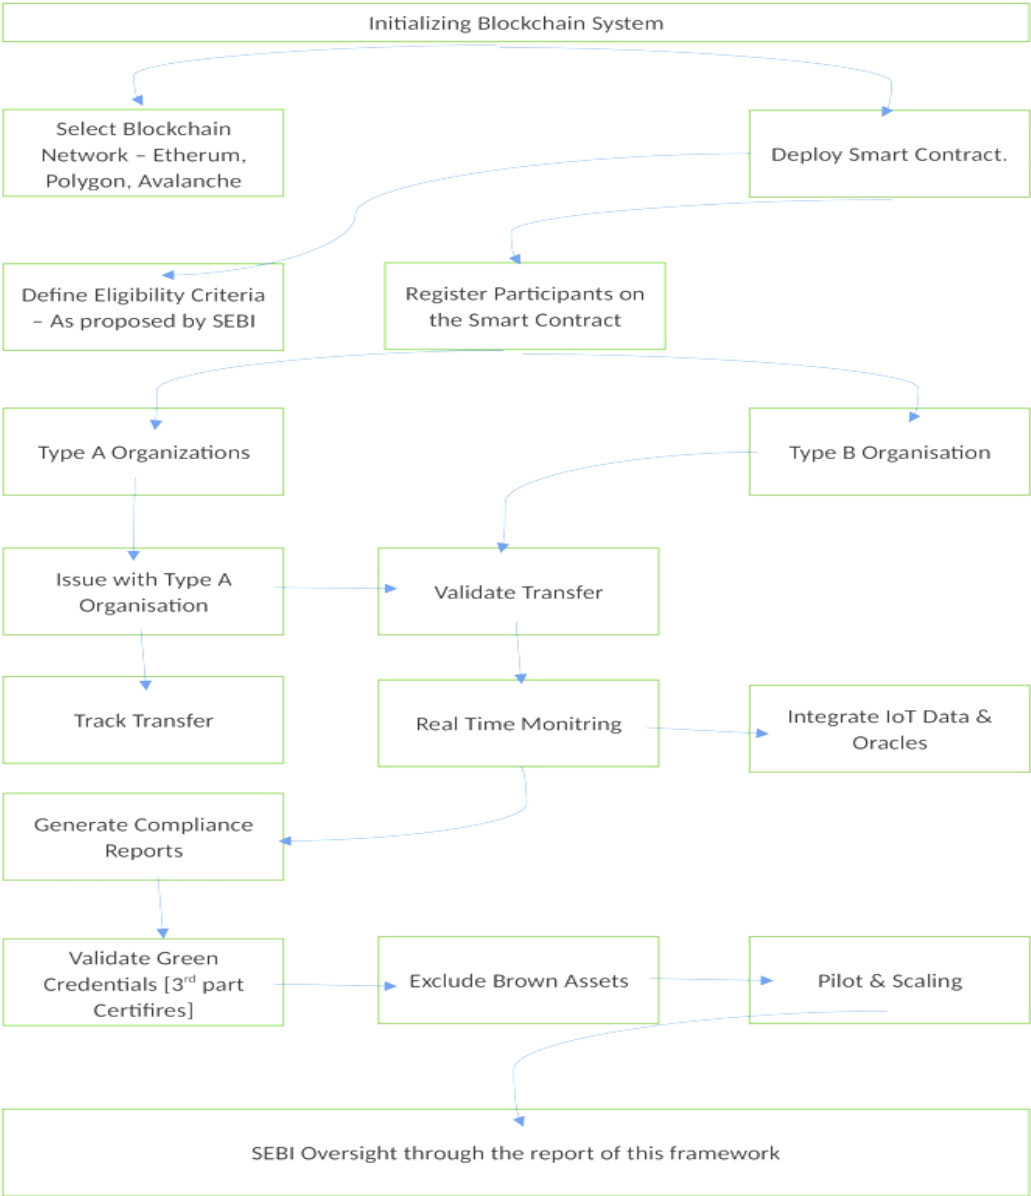 Initializing Blockchain System
Select Blockchain
Network – Etherum,
Polygon, Avalanche
Deploy Smart Contract.
Define Eligibility Criteria
– As proposed by SEBI
Register Participants on
the Smart Contract
Type A Organizations
Type B Organisation
Issue with Type A
Organisation
Validate Transfer
Track Transfer
Real Time Monitring
Integrate IoT Data &
Oracles
Generate Compliance
Reports
Validate Green
Credentials [3rd part
Certifires]
Exclude Brown Assets
Pilot & Scaling
SEBI Oversight through the report of this framework